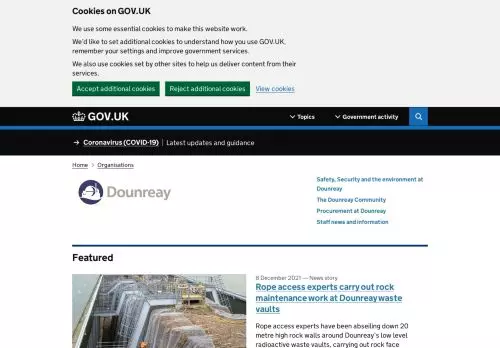 Cookies on GOV.UK
We use some essential cookies to make this website work.
We'd like to set additional cookies to understand how you use GOV.UK,
remember your settings and improve government services.
We also use cookies set by other sites to help us deliver content from their
services.
Accept additional cookies Reject additional cookies View cookies
GOV.UK Topics Government activity
→ Coronavirus (COVID-19) Latest updates and guidance
Home > Organisations
Dounreay
Safety, Security and the environment at
Dounreay
The Dounreay Community
Procurement at Dounreay
Staff news and information
Featured
8 December 2021 — News story
Rope access experts carry out rock
maintenance work at Dounreay waste
vaults
Rope access experts have been abseiling down 20
metre high rock walls around Dounreay's low level
radioactive waste vaults, carrying out rock face